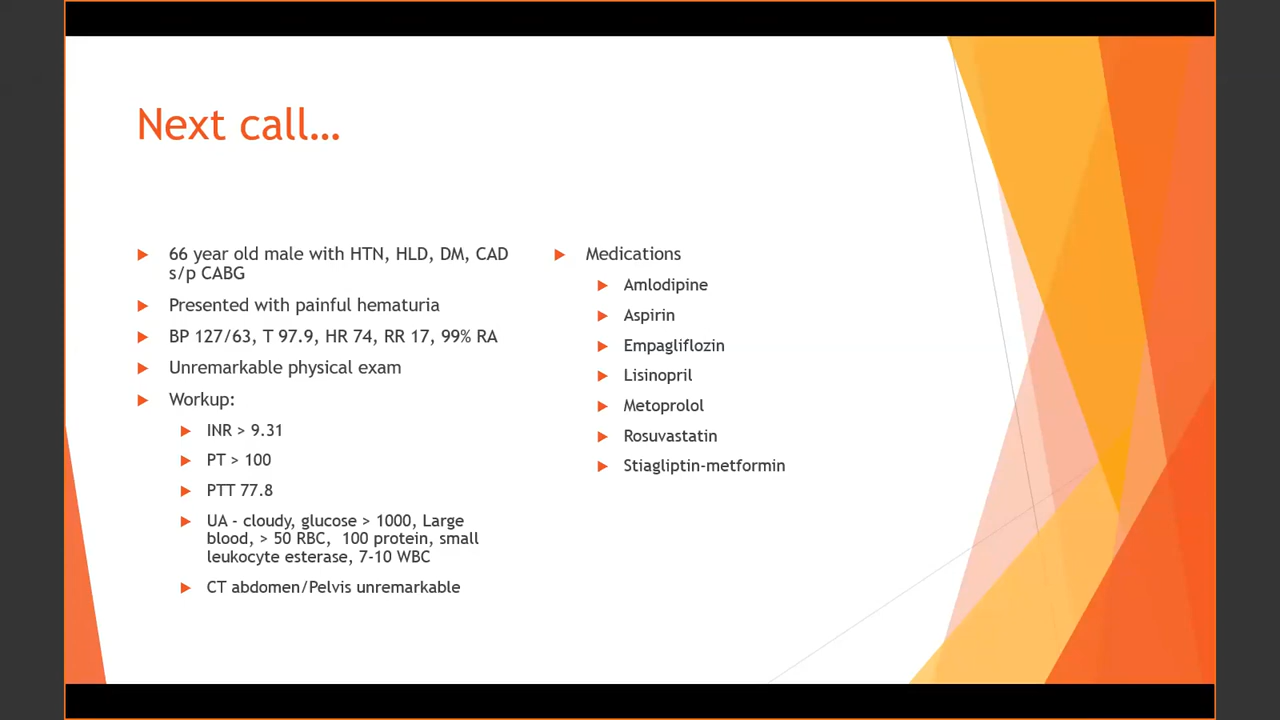 Next call…
66 year old male with HTN, HLD, DM, CAD
s/p CABG
Presented with painful hematuria
BP 127/63, T 97.9, HR 74, RR 17, 99% RA
Unremarkable physical exam
Workup:
INR > 9.31
PT > 100
PTT 77.8
UA - cloudy, glucose > 1000, Large
blood, > 50 RBC, 100 protein, small
leukocyte esterase, 7-10 WBC
CT abdomen/Pelvis unremarkable
Medications
Amlodipine
Aspirin
Empagliflozin
Lisinopril
Metoprolol
Rosuvastatin
Stiagliptin-metformin